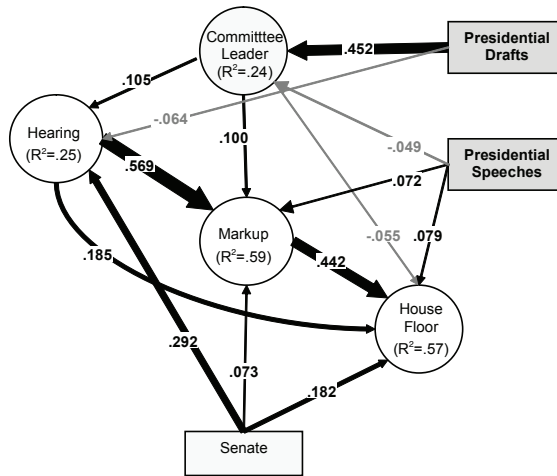 Committtee
Leader
(R²=.24)
Presidential
Drafts
.452
.105
-.064
Hearing
(R²=.25)
.100
-.049
Presidential
Speeches
.569
.072
Markup
(R²=.59)
.185
-.055
.079
.442
House
Floor
(R²=.57)
.292
.073
.182
Senate